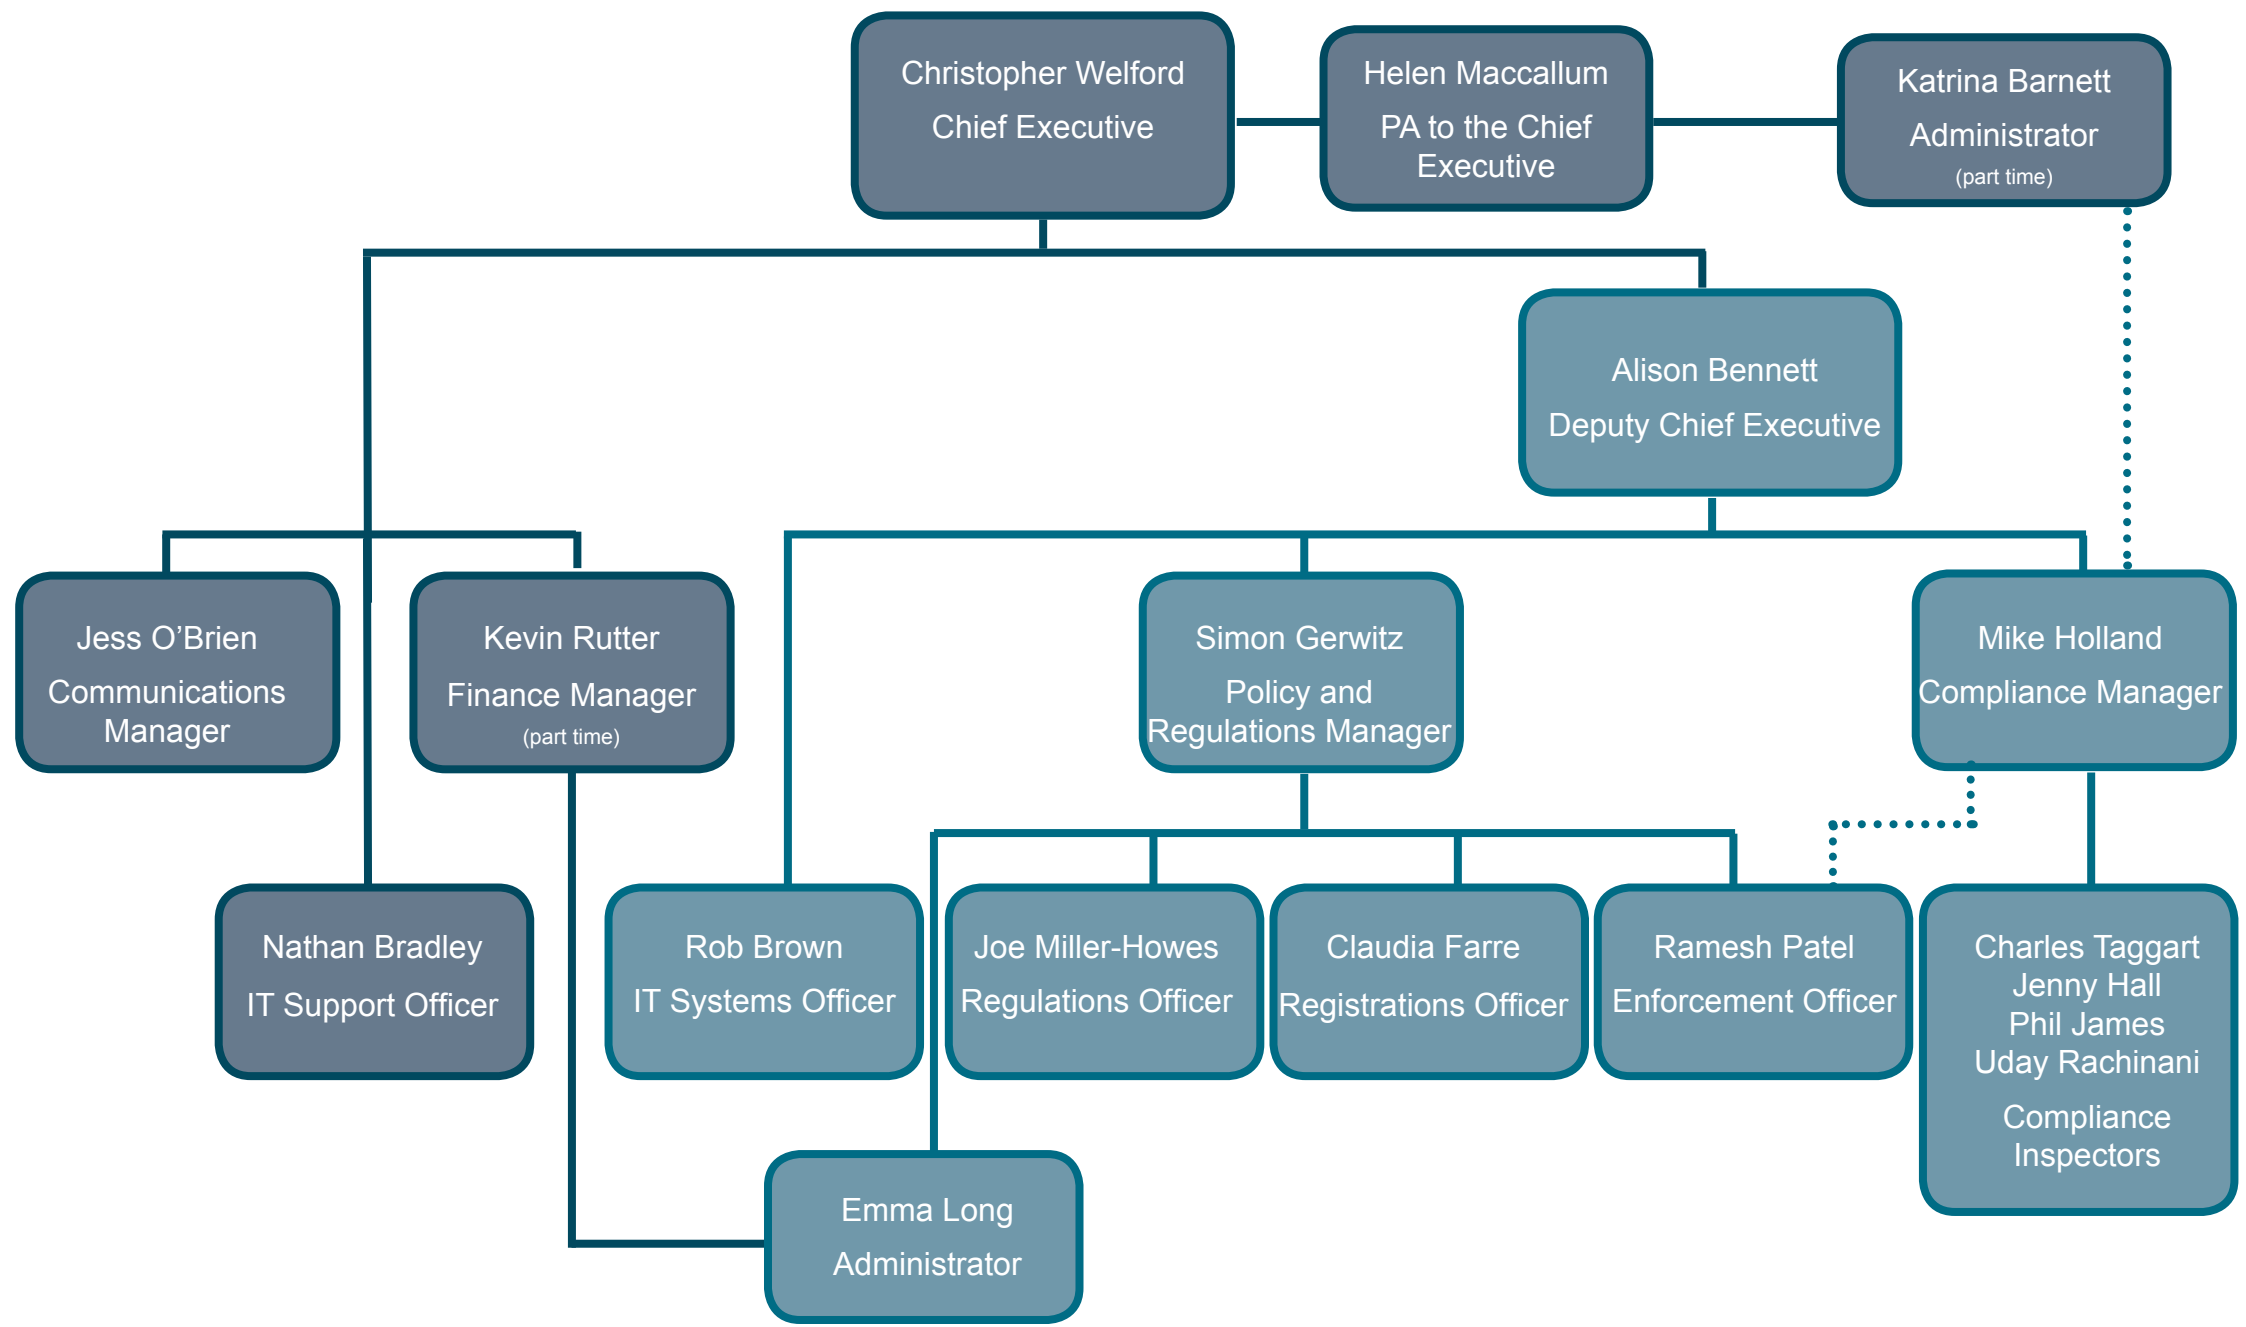 Christopher Welford
Chief Executive
Helen Maccallum
PA to the Chief
Executive
Katrina Barnett
Administrator
(part time)
Alison Bennett
Deputy Chief Executive
Jess O’Brien
Communications
Manager
Kevin Rutter
Finance Manager
(part time)
Simon Gerwitz
Policy and
Regulations Manager
Mike Holland
Compliance Manager
Nathan Bradley
IT Support Officer
Rob Brown
IT Systems Officer
Joe Miller-Howes
Regulations Officer
Claudia Farre
Registrations Officer
Ramesh Patel
Enforcement Officer
Charles Taggart
Jenny Hall
Phil James
Uday Rachinani
Compliance
Inspectors
Emma Long
Administrator